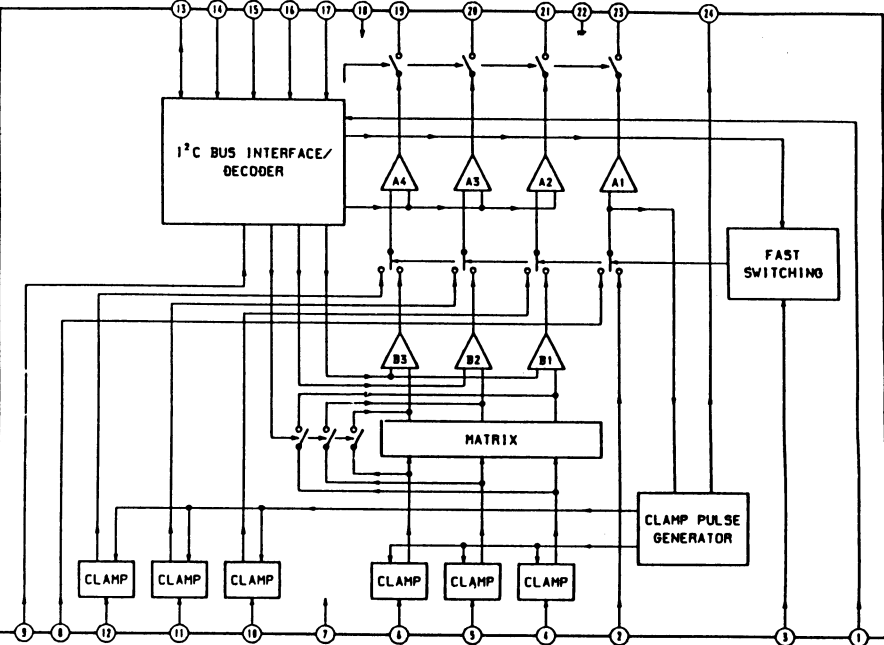 13 14 15 16 17 18 19 20 21 22 23 24
I²C BUS INTERFACE/
DECODER
A4 A3 A2 A1
FAST
SWITCHING
B3 B2 B1
MATRIX
CLAMP PULSE
GENERATOR
CLAMP CLAMP CLAMP CLAMP CLAMP CLAMP
9 8 12 11 10 7 6 5 4 2 3 1